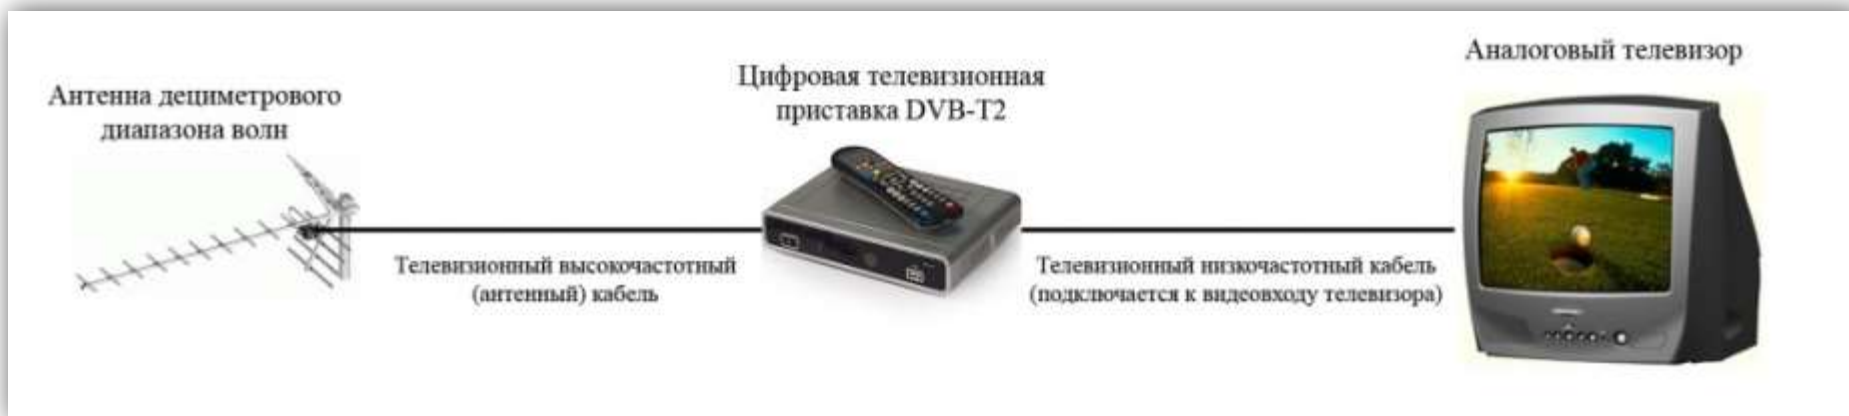 Антенна дециметрового
диапазона волн
Цифровая телевизионная
приставка DVB-T2
Аналоговый телевизор
Телевизионный высокочастотный
(антенный) кабель
Телевизионный низкочастотный кабель
(подключается к видеовходу телевизора)